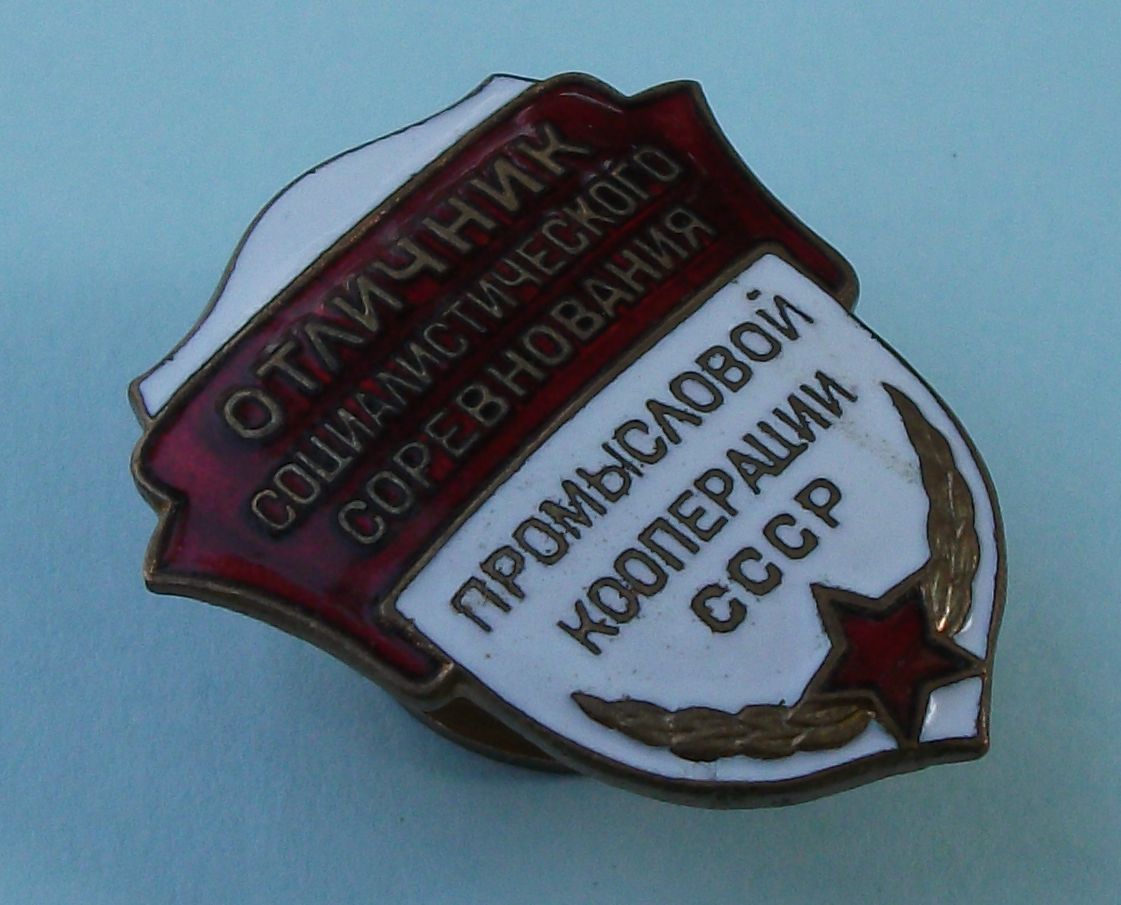 ОТЛИЧНИК
СОЦИАЛИСТИЧЕСКОГО
СОРЕВНОВАНИЯ
ПРОМЫСЛОВОЙ
КООПЕРАЦИИ
СССР